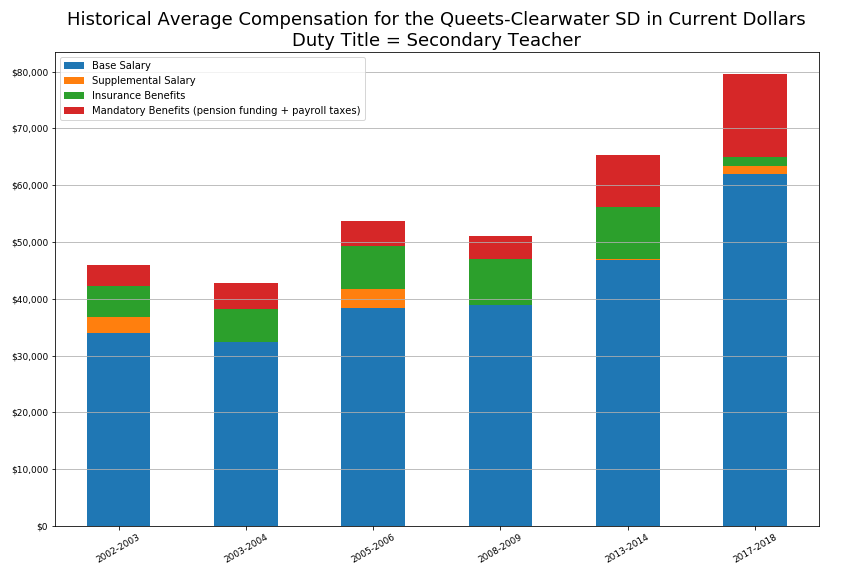 Historical Average Compensation for the Queets-Clearwater SD in Current Dollars
Duty Title = Secondary Teacher
Base Salary
Supplemental Salary
Insurance Benefits
Mandatory Benefits (pension funding + payroll taxes)
$80,000
$70,000
$60,000
$50,000
$40,000
$30,000
$20,000
$10,000
$0
2002-2003
2003-2004
2005-2006
2008-2009
2013-2014
2017-2018